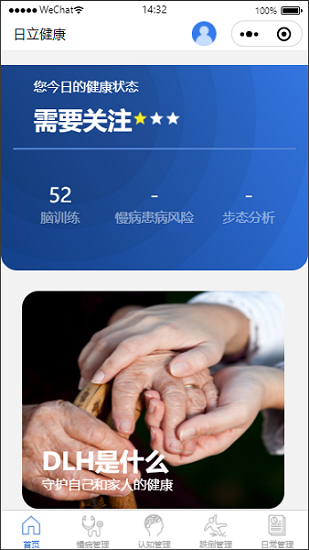 WeChat 14:32 100%
日立健康
您今日的健康状态
需要关注
52 - -
脑训练 慢病患病风险 步态分析
DLH是什么
守护自己和家人的健康
首页 慢病管理 认知管理 跌倒管理 日常管理